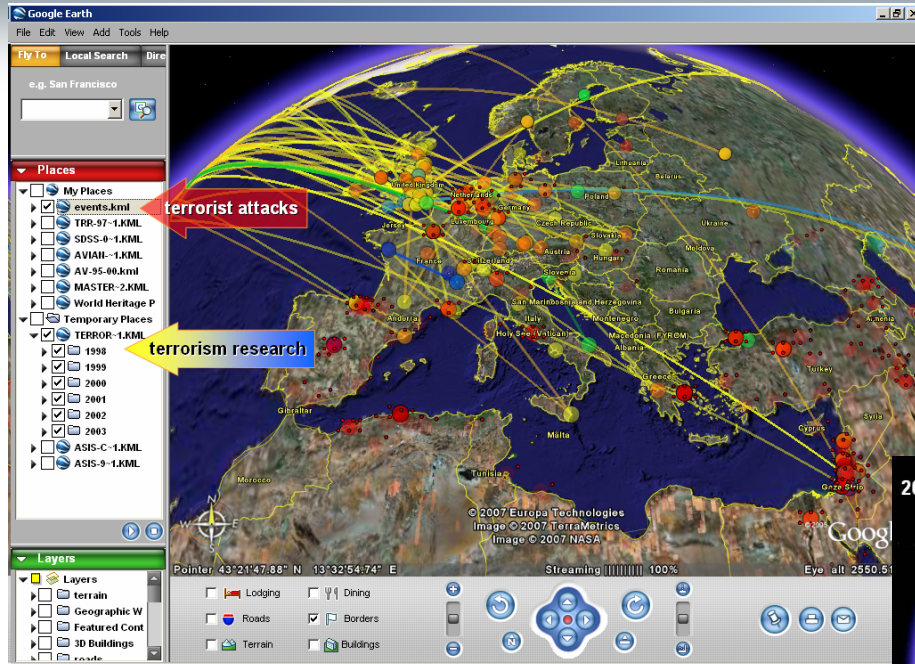 Google Earth
File Edit View Add Tools Help
Fly To Local Search Dire
e.g. San Francisco
Places
My Places
events.kml
terrorist attacks
TRR-97~1.KML
SDSS-0~1.KML
AVIAN-~1.KML
AV-95-00.kml
MASTER~2.KML
World Heritage P
Temporary Places
TERROR~1.KML
terrorism research
1998
1999
2000
2001
2002
2003
ASIS-C~1.KML
ASIS-9~1.KML
Layers
Layers
terrain
Geographic W
Featured Cont
3D Buildings
roads
Lithuania
Belarus
United Kingdom
Netherlands
Poland
Germany
Jersey
Luxembourg
Czech Republic
Ukraine
Slovakia
France
Switzerland
Austria
Hungary
Moldova
Slovenia
Romania
San Marino
Bosnia and Herzegovina
Andorra
Italy
Montenegro
Bulgaria
Armenia
Holy See (Vatican)
Macedonia (FYROM)
Albania
Greece
Turkey
Gibraltar
Malta
Cyprus
Syria
Morocco
Tunisia
Gaza Strip
N
W E
S
© 2007 Europa Technologies
Image © 2007 TerraMetrics
Image © 2007 NASA
© 2005
Googl
20
Pointer 43°21'47.88" N 13°32'54.74" E Streaming |||||||||| 100% Eye alt 2550.51
Lodging Dining
Roads Borders
Terrain Buildings
N